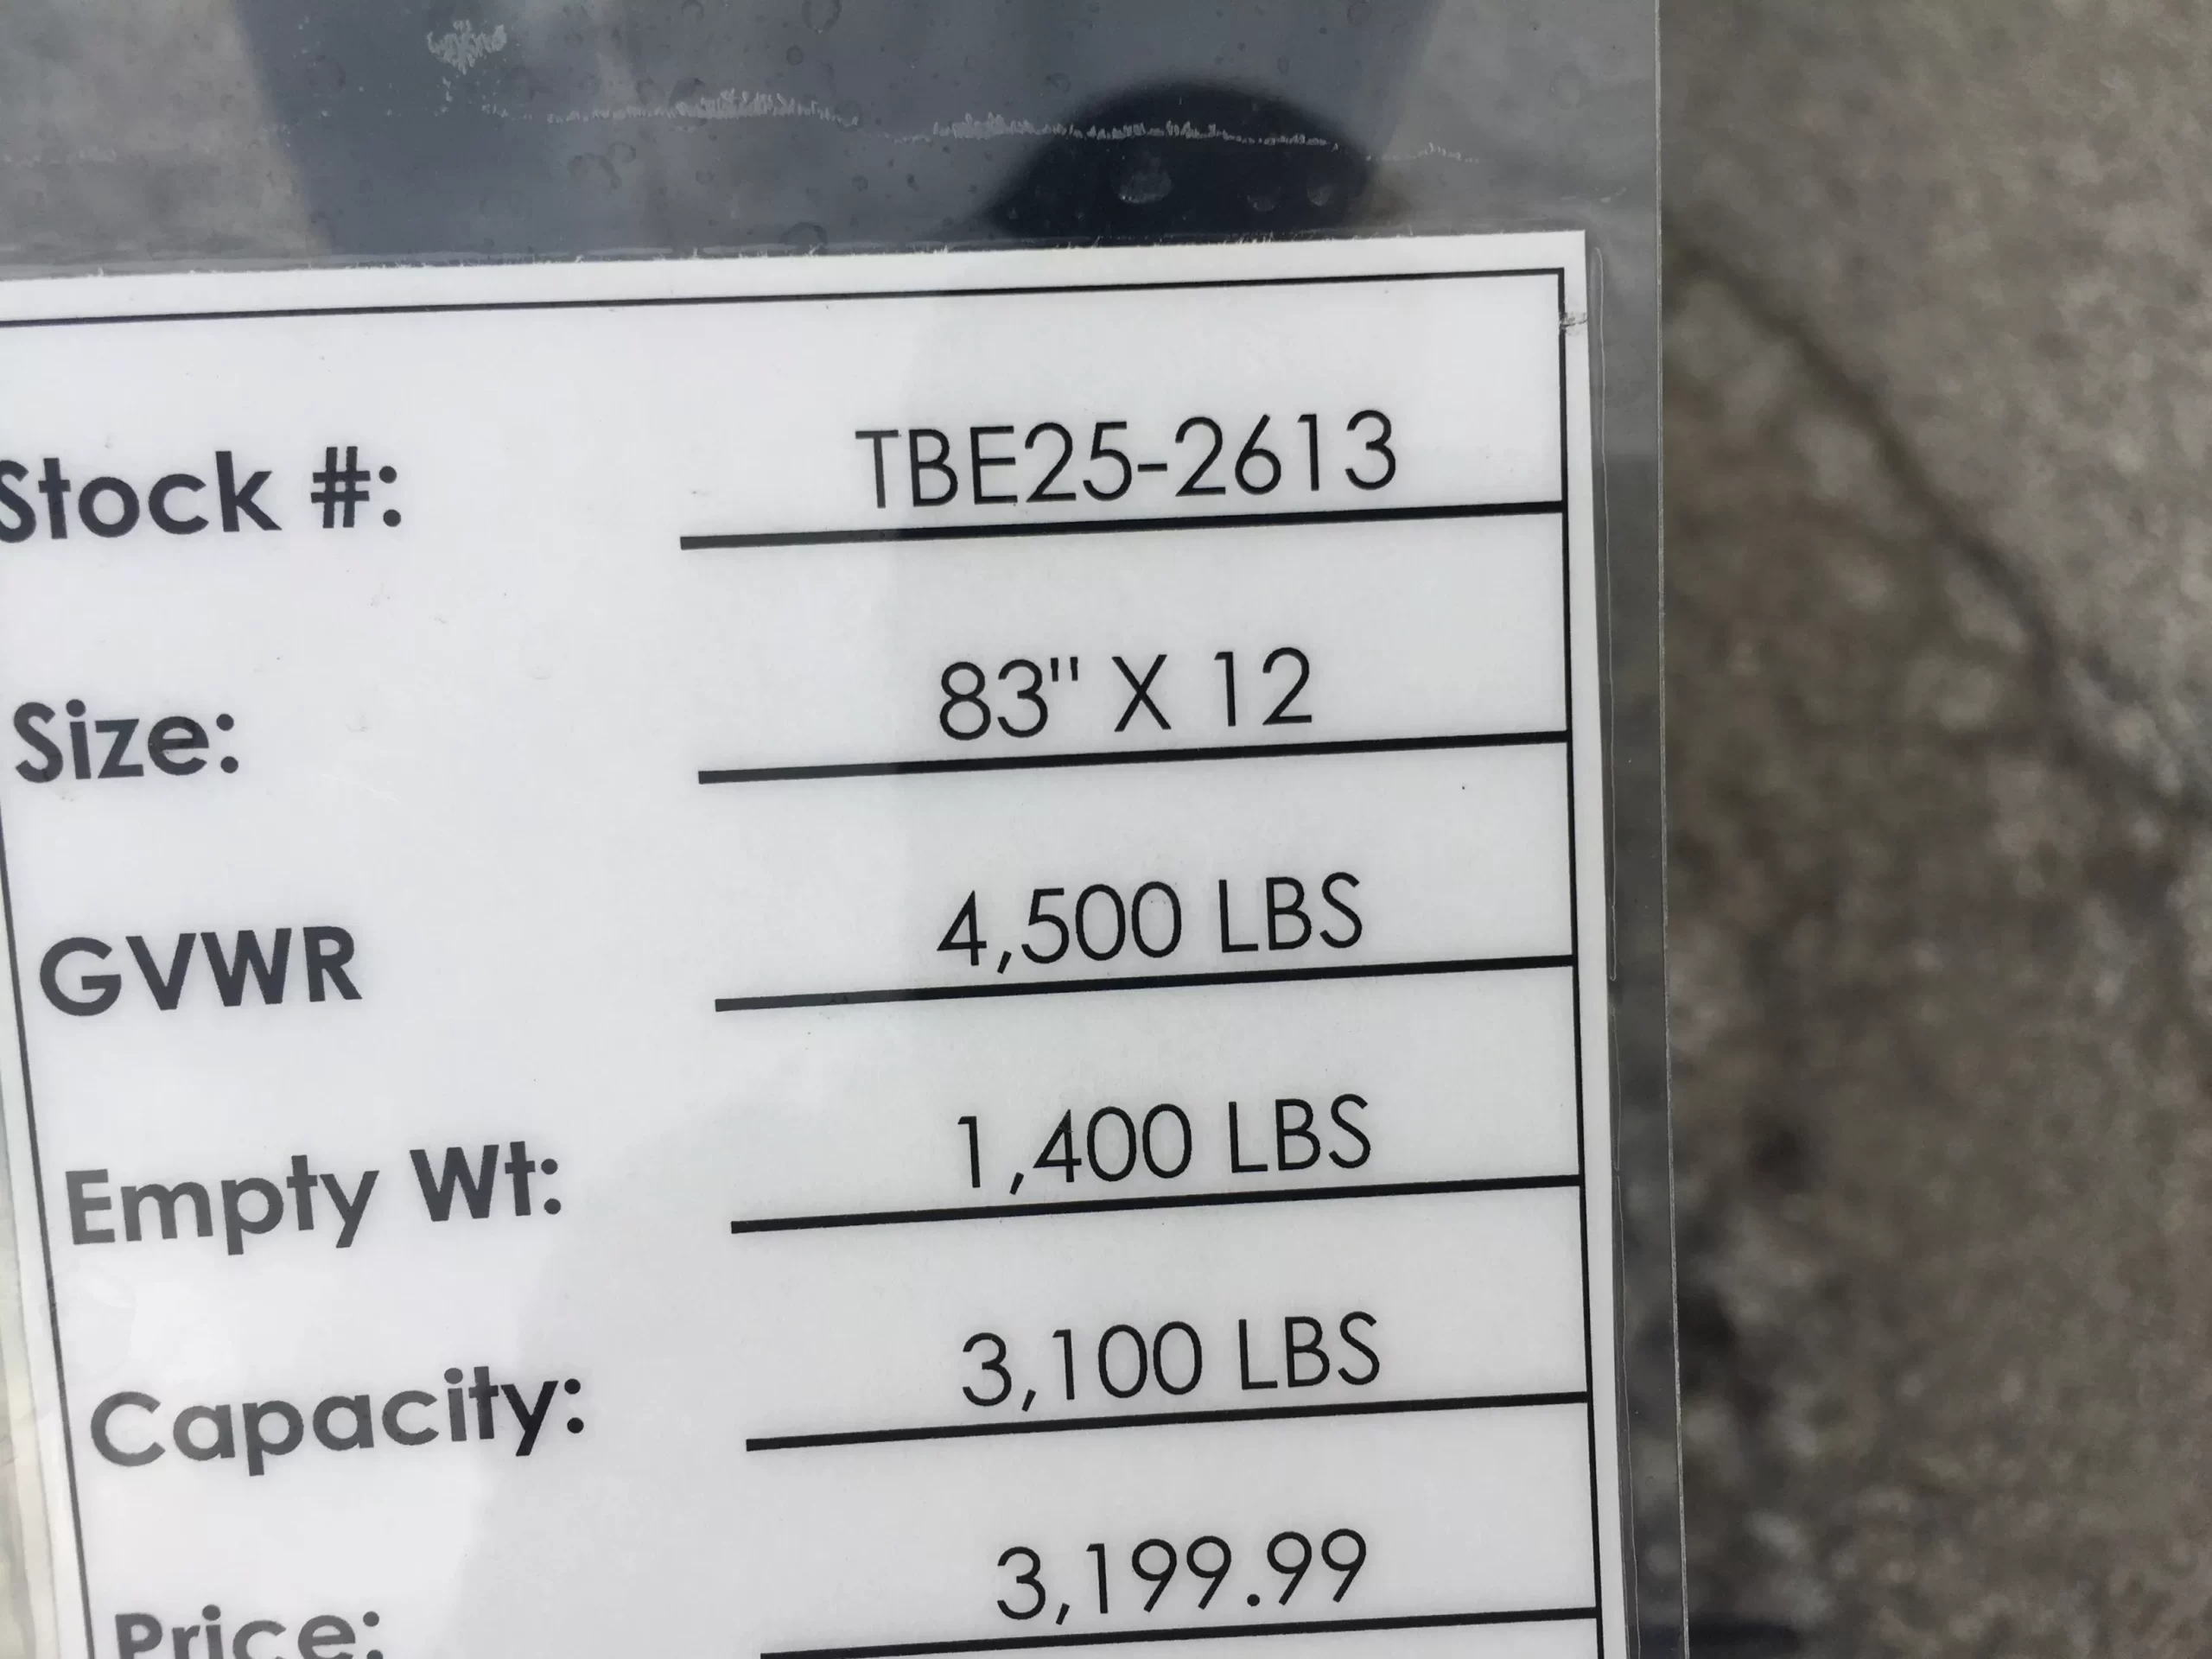 Stock #: TBE25-2613
Size: 83" X 12
GVWR 4,500 LBS
Empty Wt: 1,400 LBS
Capacity: 3,100 LBS
Price: 3,199.99